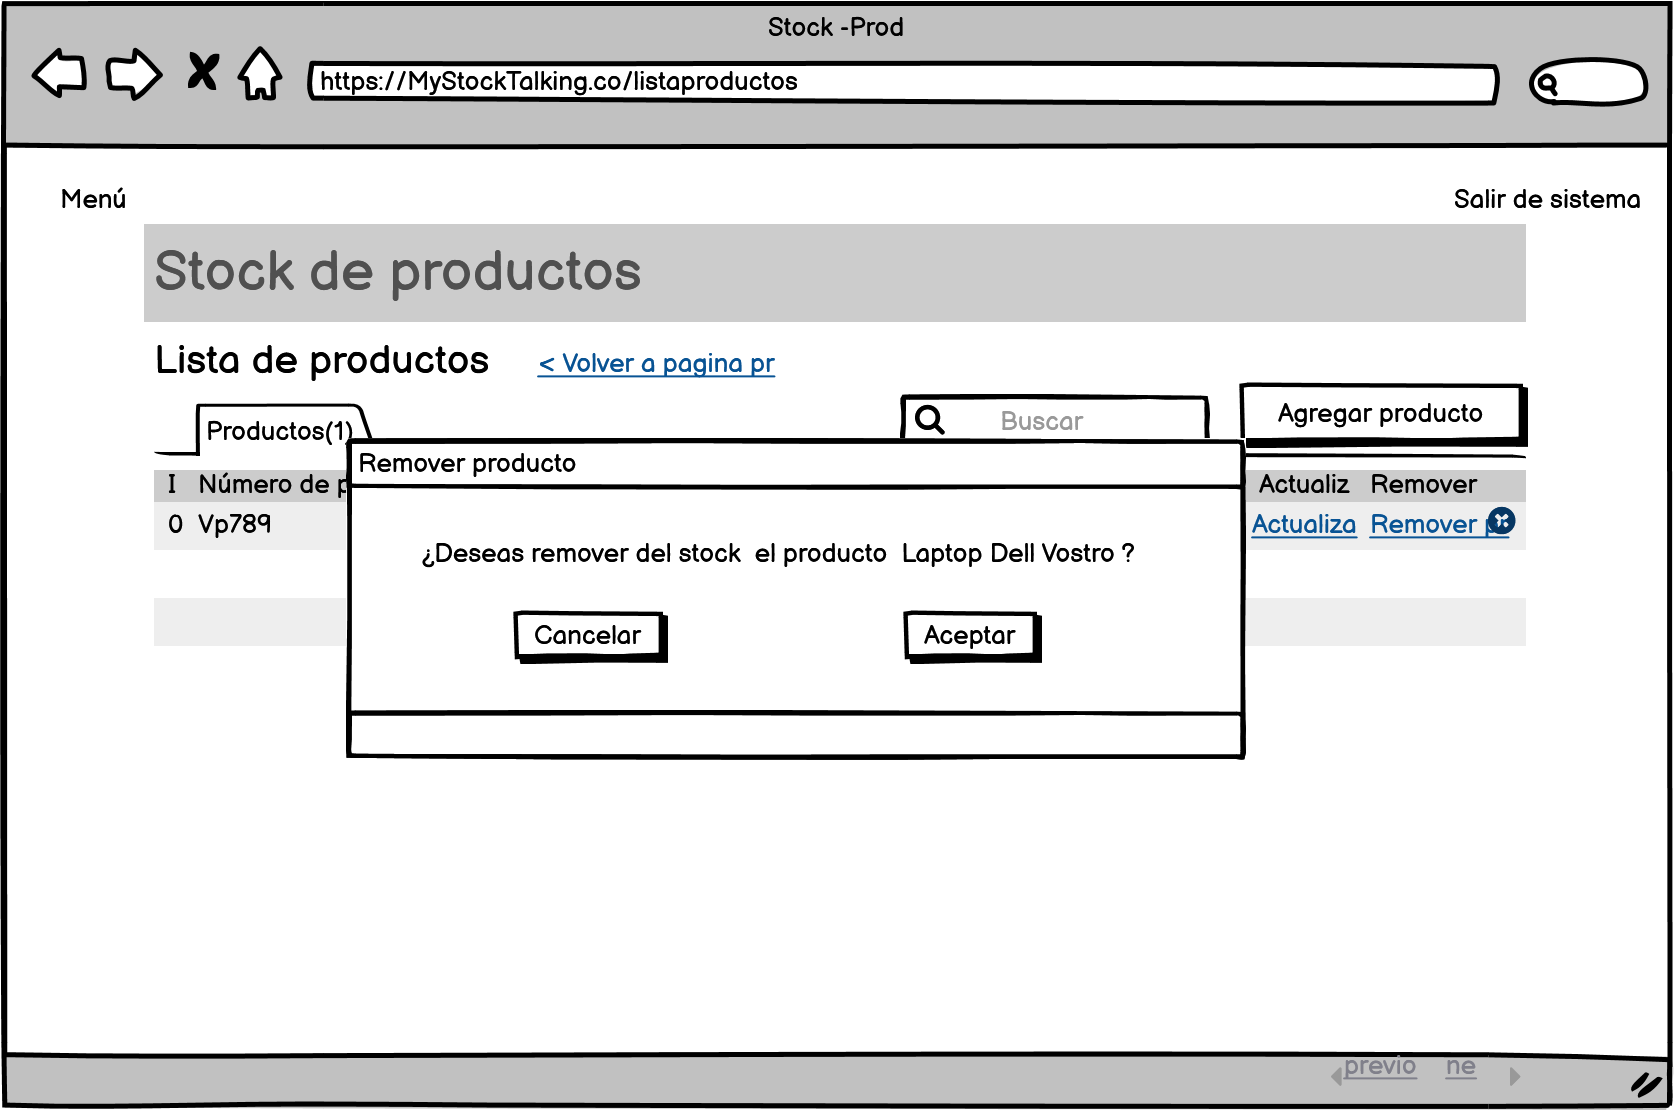 Stock -Prod
https://MyStockTalking.co/listaproductos
Menú
Salir de sistema
Stock de productos
Lista de productos
< Volver a pagina pr
Productos(1)
Buscar
Agregar producto
Remover producto
I Número de p
Actualiz Remover
0 Vp789
Actualiza Remover p
¿Deseas remover del stock el producto Laptop Dell Vostro ?
Cancelar
Aceptar
previo ne